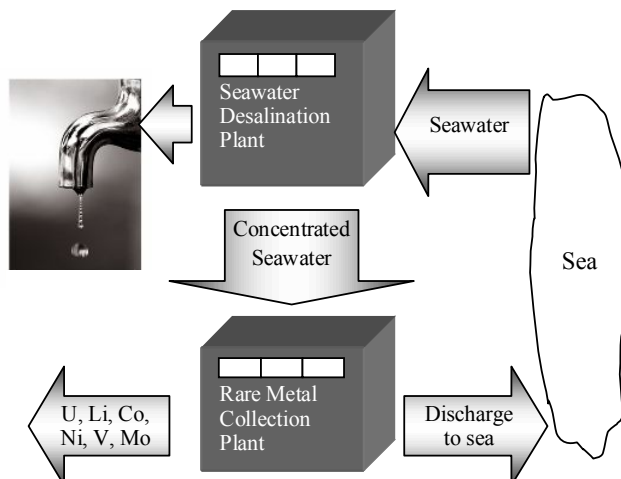 Seawater
Desalination
Plant
Seawater
Concentrated
Seawater
Sea
Rare Metal
Collection
Plant
U, Li, Co,
Ni, V, Mo
Discharge
to sea